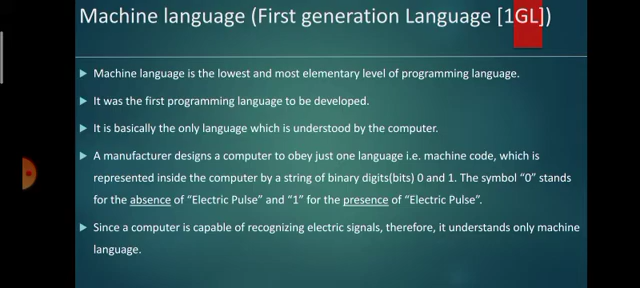 Machine language (First generation Language [1GL])
Machine language is the lowest and most elementary level of programming language.
It was the first programming language to be developed.
It is basically the only language which is understood by the computer.
A manufacturer designs a computer to obey just one language i.e. machine code, which is
represented inside the computer by a string of binary digits(bits) 0 and 1. The symbol “0” stands
for the absence of “Electric Pulse” and “1” for the presence of “Electric Pulse”.
Since a computer is capable of recognizing electric signals, therefore, it understands only machine
language.